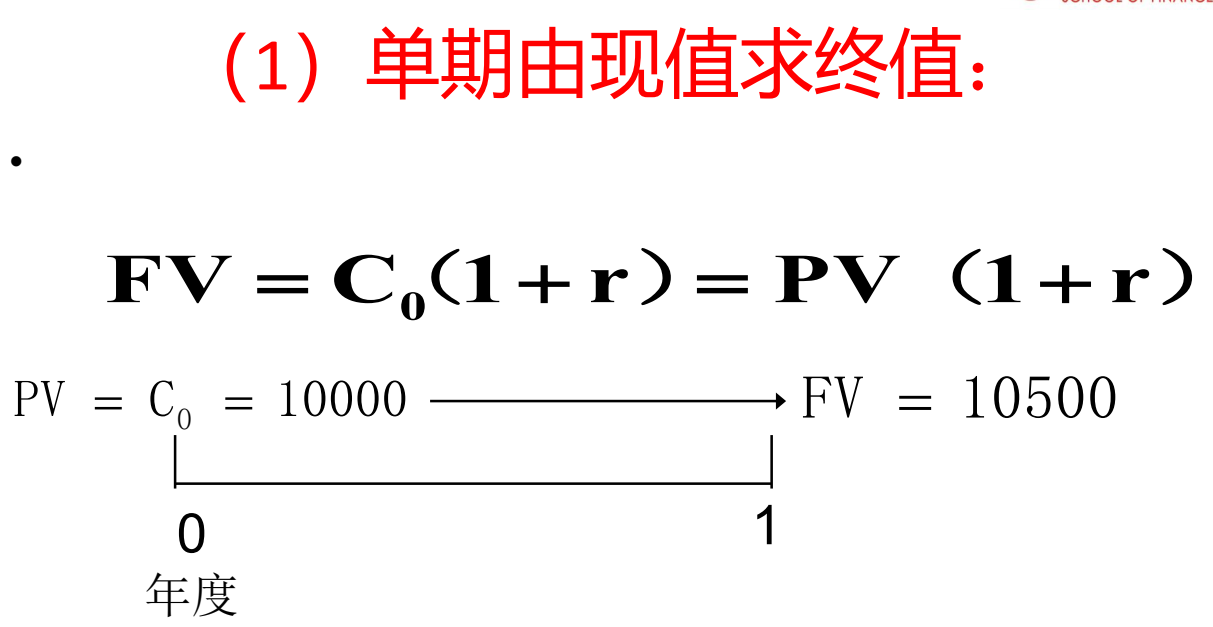 （1）单期由现值求终值：
•
FV = C₀(1 + r) = PV （1 + r）
PV = C₀ = 10000 FV = 10500
0 1
年度